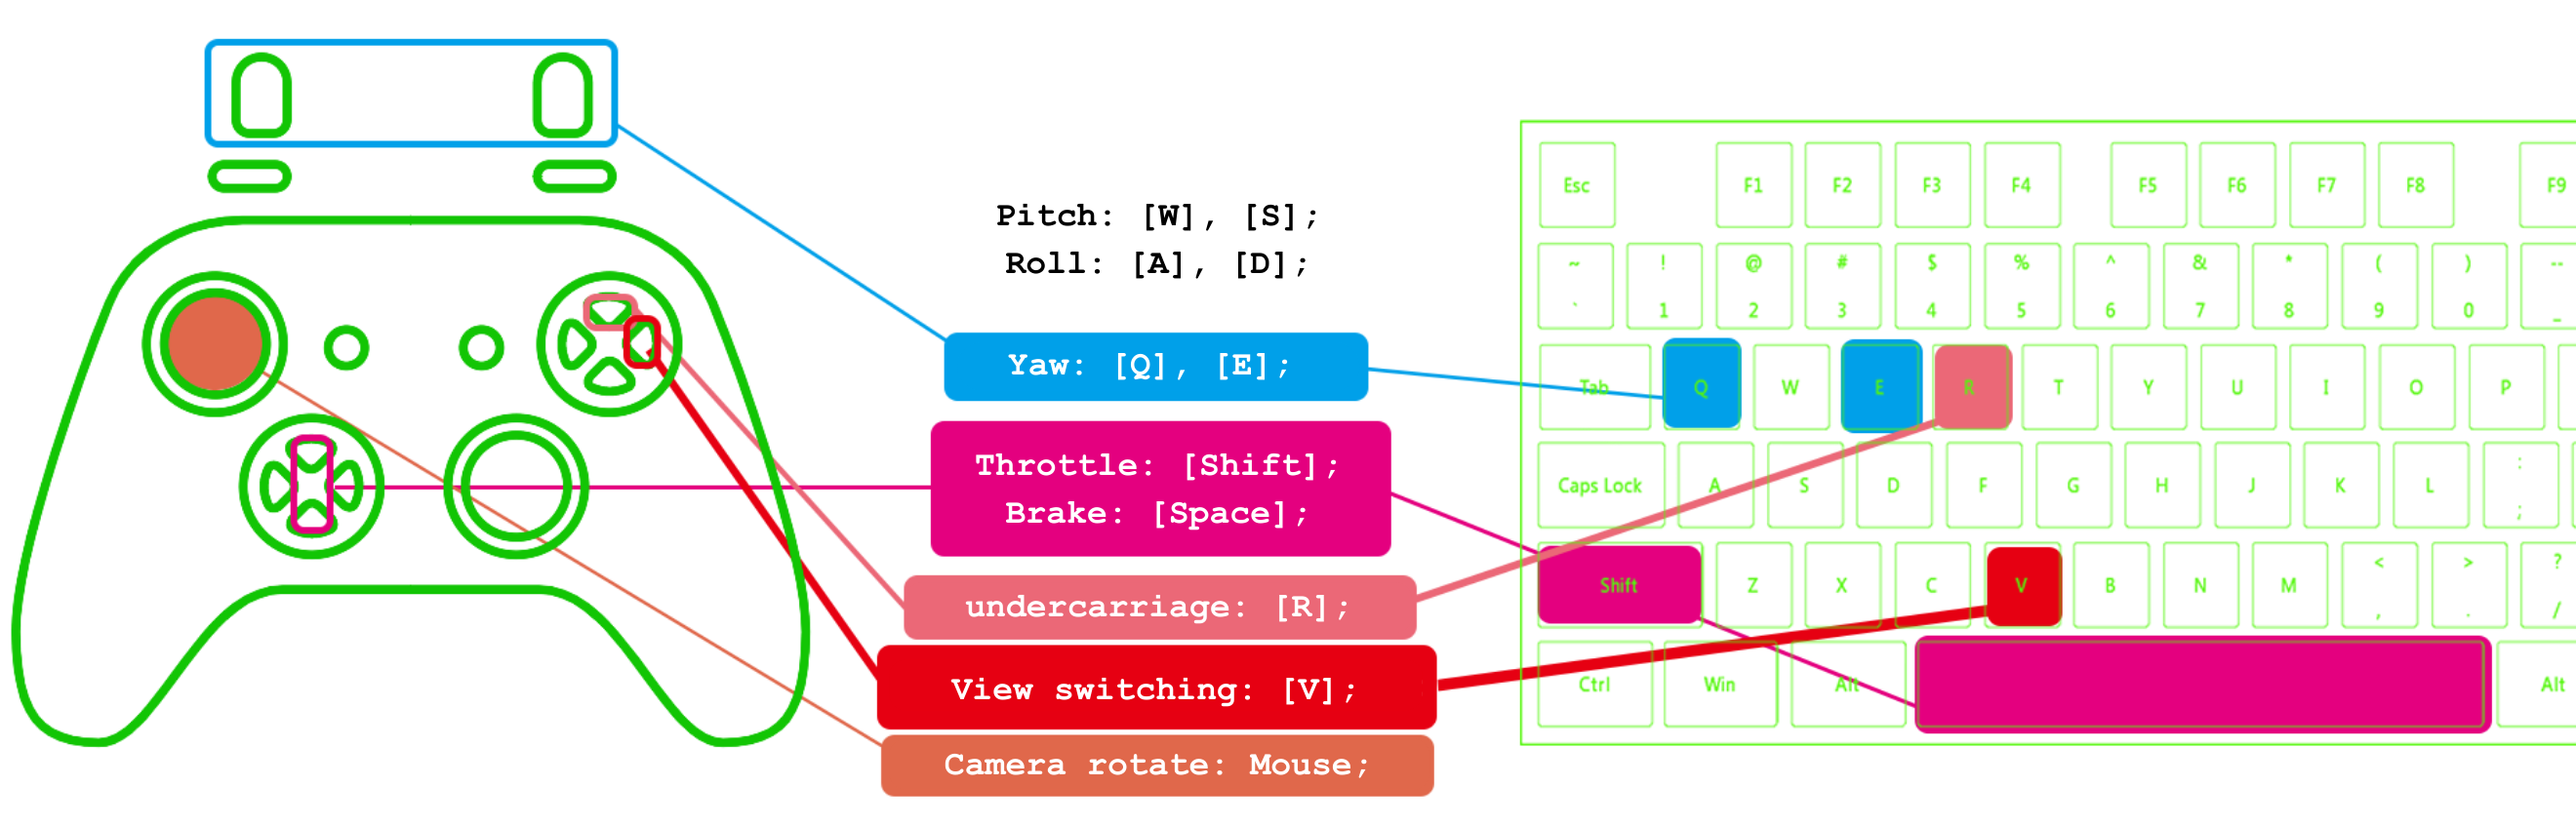 Pitch: [W], [S];
Roll: [A], [D];
Yaw: [Q], [E];
Throttle: [Shift];
Brake: [Space];
undercarriage: [R];
View switching: [V];
Camera rotate: Mouse;
Esc F1 F2 F3 F4 F5 F6 F7 F8 F9
~ ! @ # $ % ^ & * ( ) --
` 1 2 3 4 5 6 7 8 9 0 _
Tab Q W E R T Y U I O P
Caps Lock A S D F G H J K L : ;
Shift Z X C V B N M < , > . ? /
Ctrl Win Alt Alt